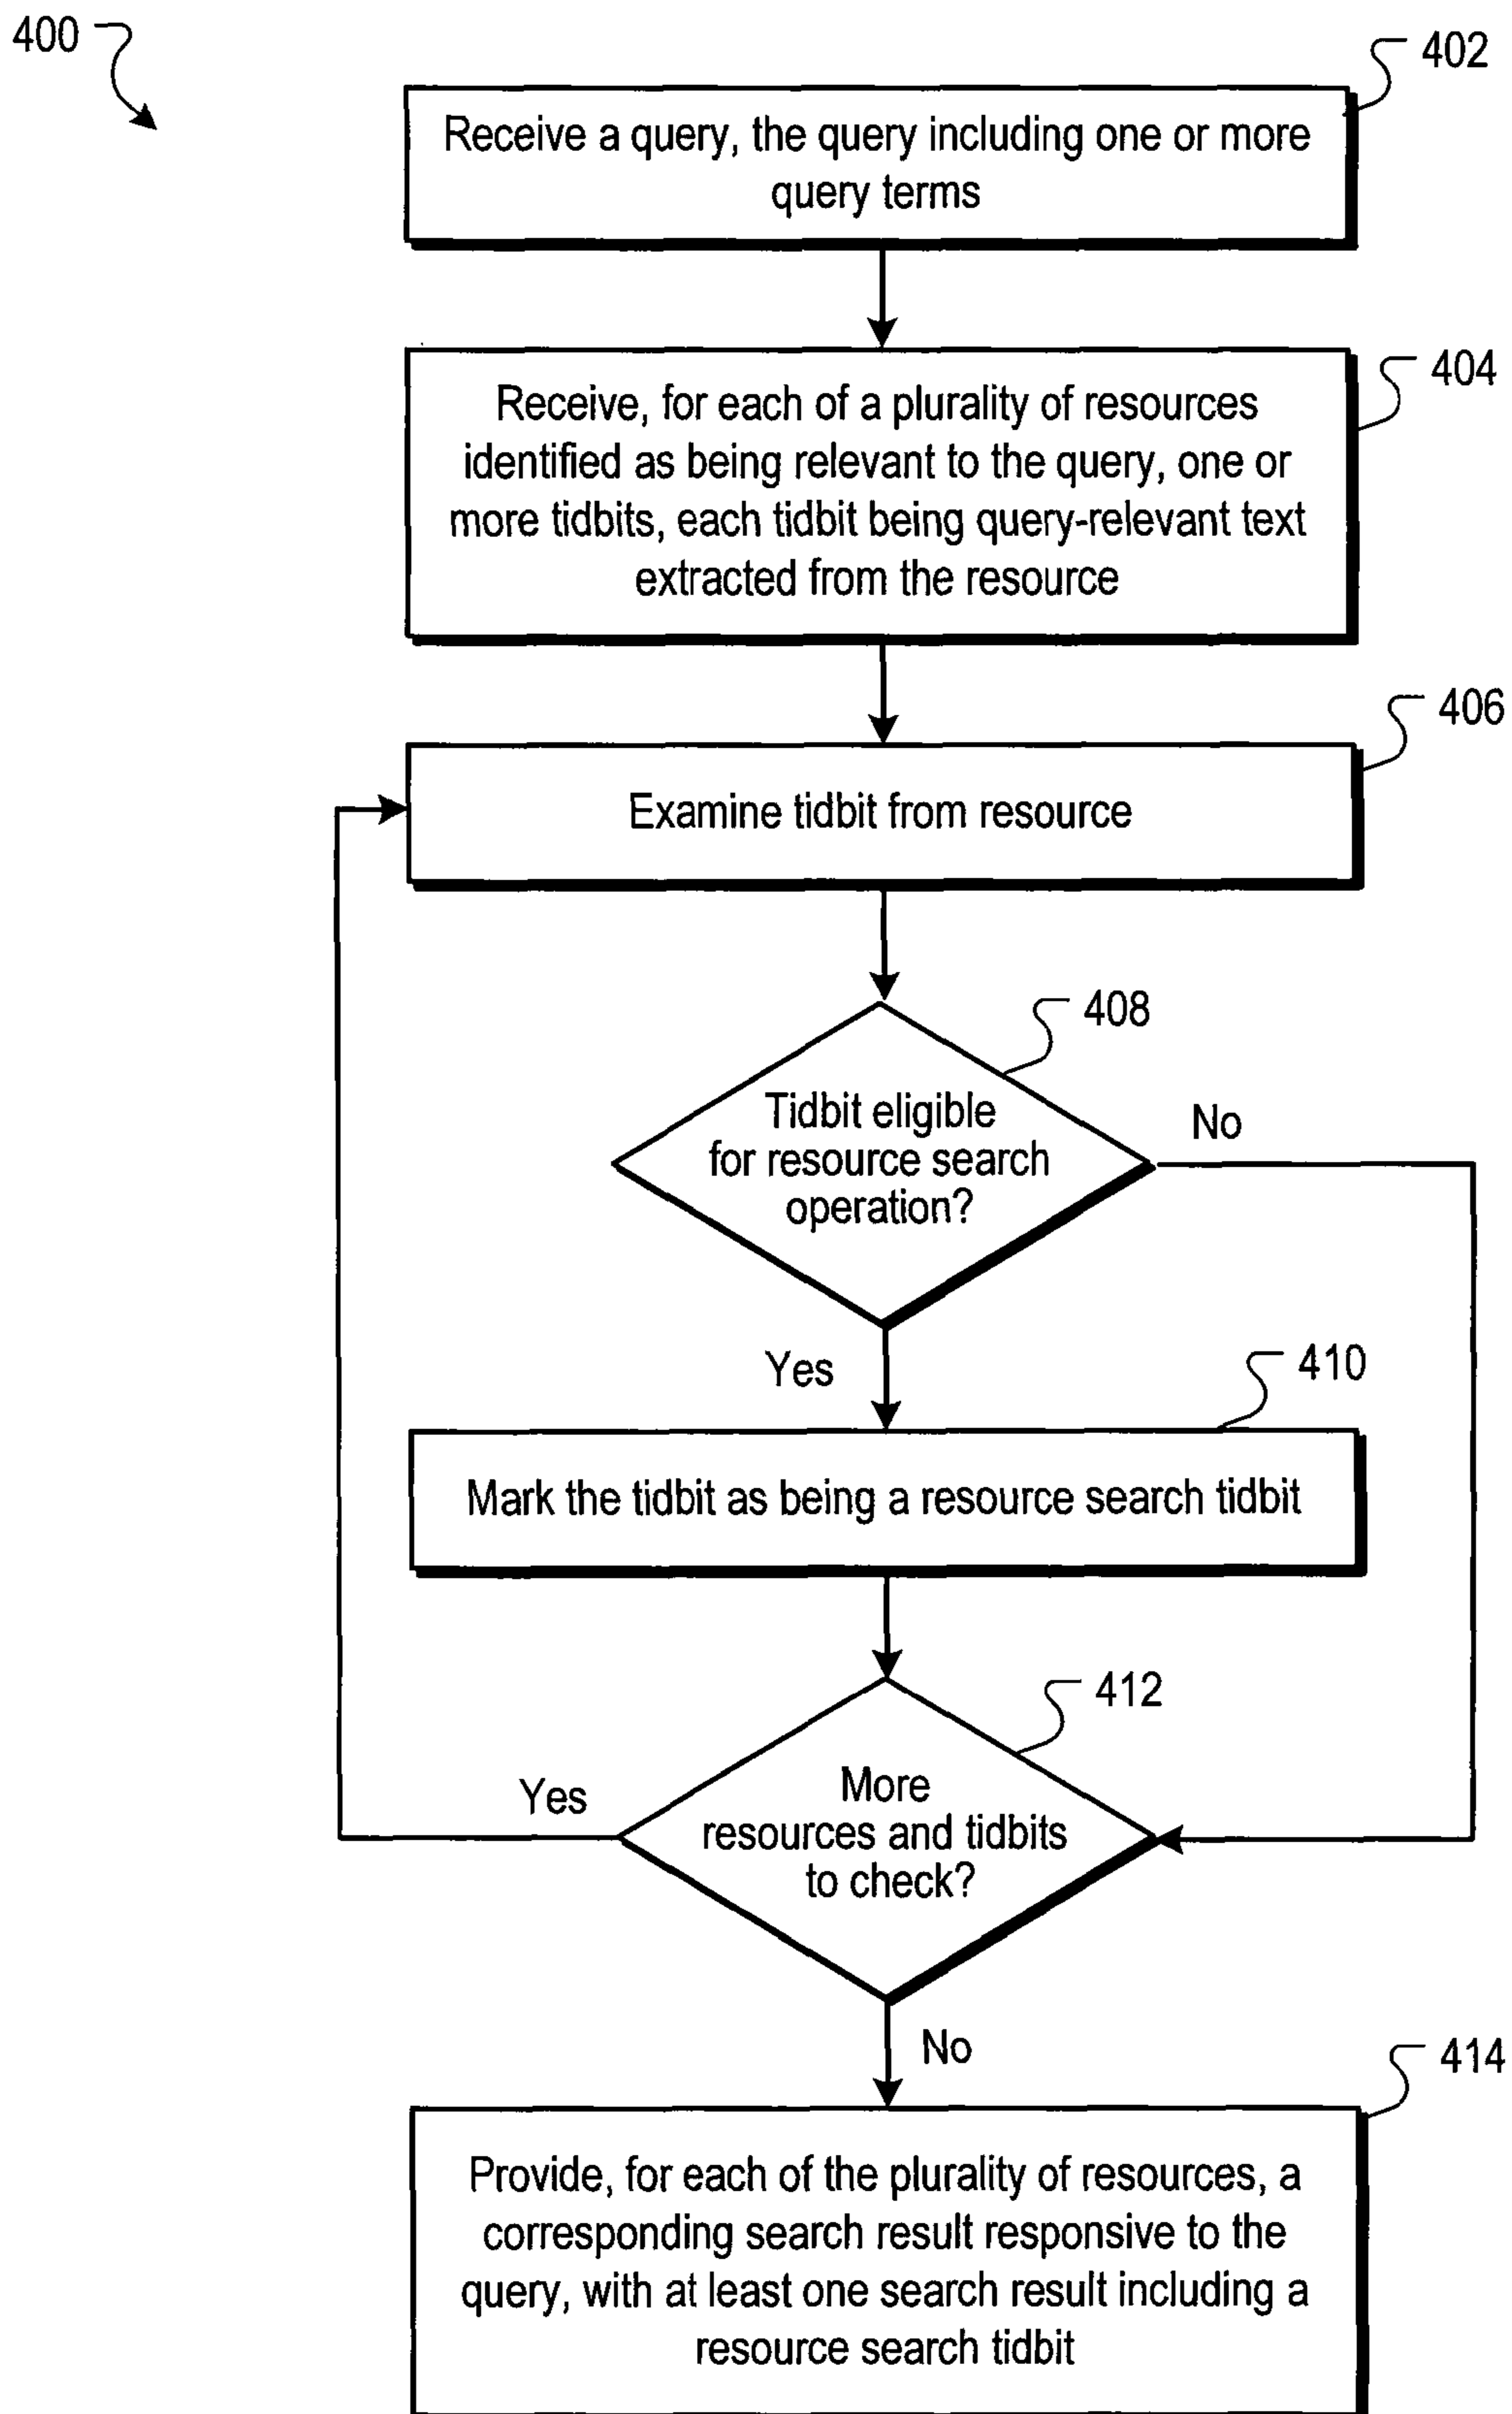 400
402
Receive a query, the query including one or more
query terms
404
Receive, for each of a plurality of resources
identified as being relevant to the query, one or
more tidbits, each tidbit being query-relevant text
extracted from the resource
406
Examine tidbit from resource
408
Tidbit eligible
for resource search
operation?
No
Yes
410
Mark the tidbit as being a resource search tidbit
412
More
resources and tidbits
to check?
Yes
No
414
Provide, for each of the plurality of resources, a
corresponding search result responsive to the
query, with at least one search result including a
resource search tidbit